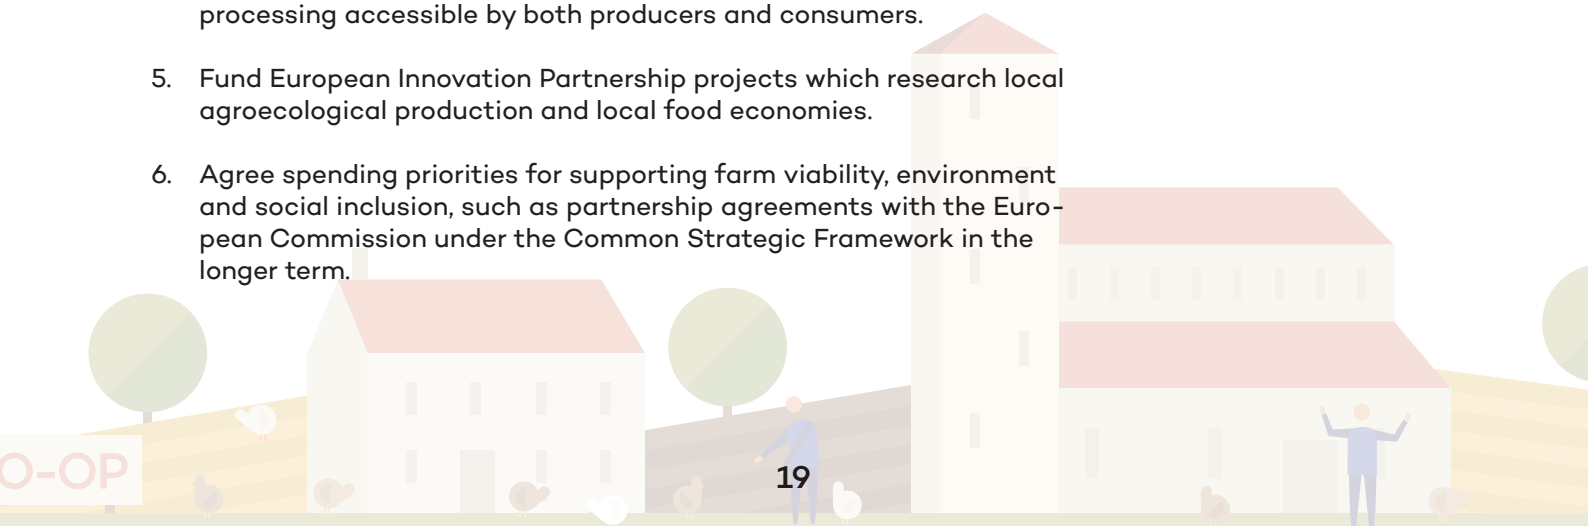 processing accessible by both producers and consumers.
5. Fund European Innovation Partnership projects which research local
agroecological production and local food economies.
6. Agree spending priorities for supporting farm viability, environment
and social inclusion, such as partnership agreements with the Euro-
pean Commission under the Common Strategic Framework in the
longer term.
O-OP
19